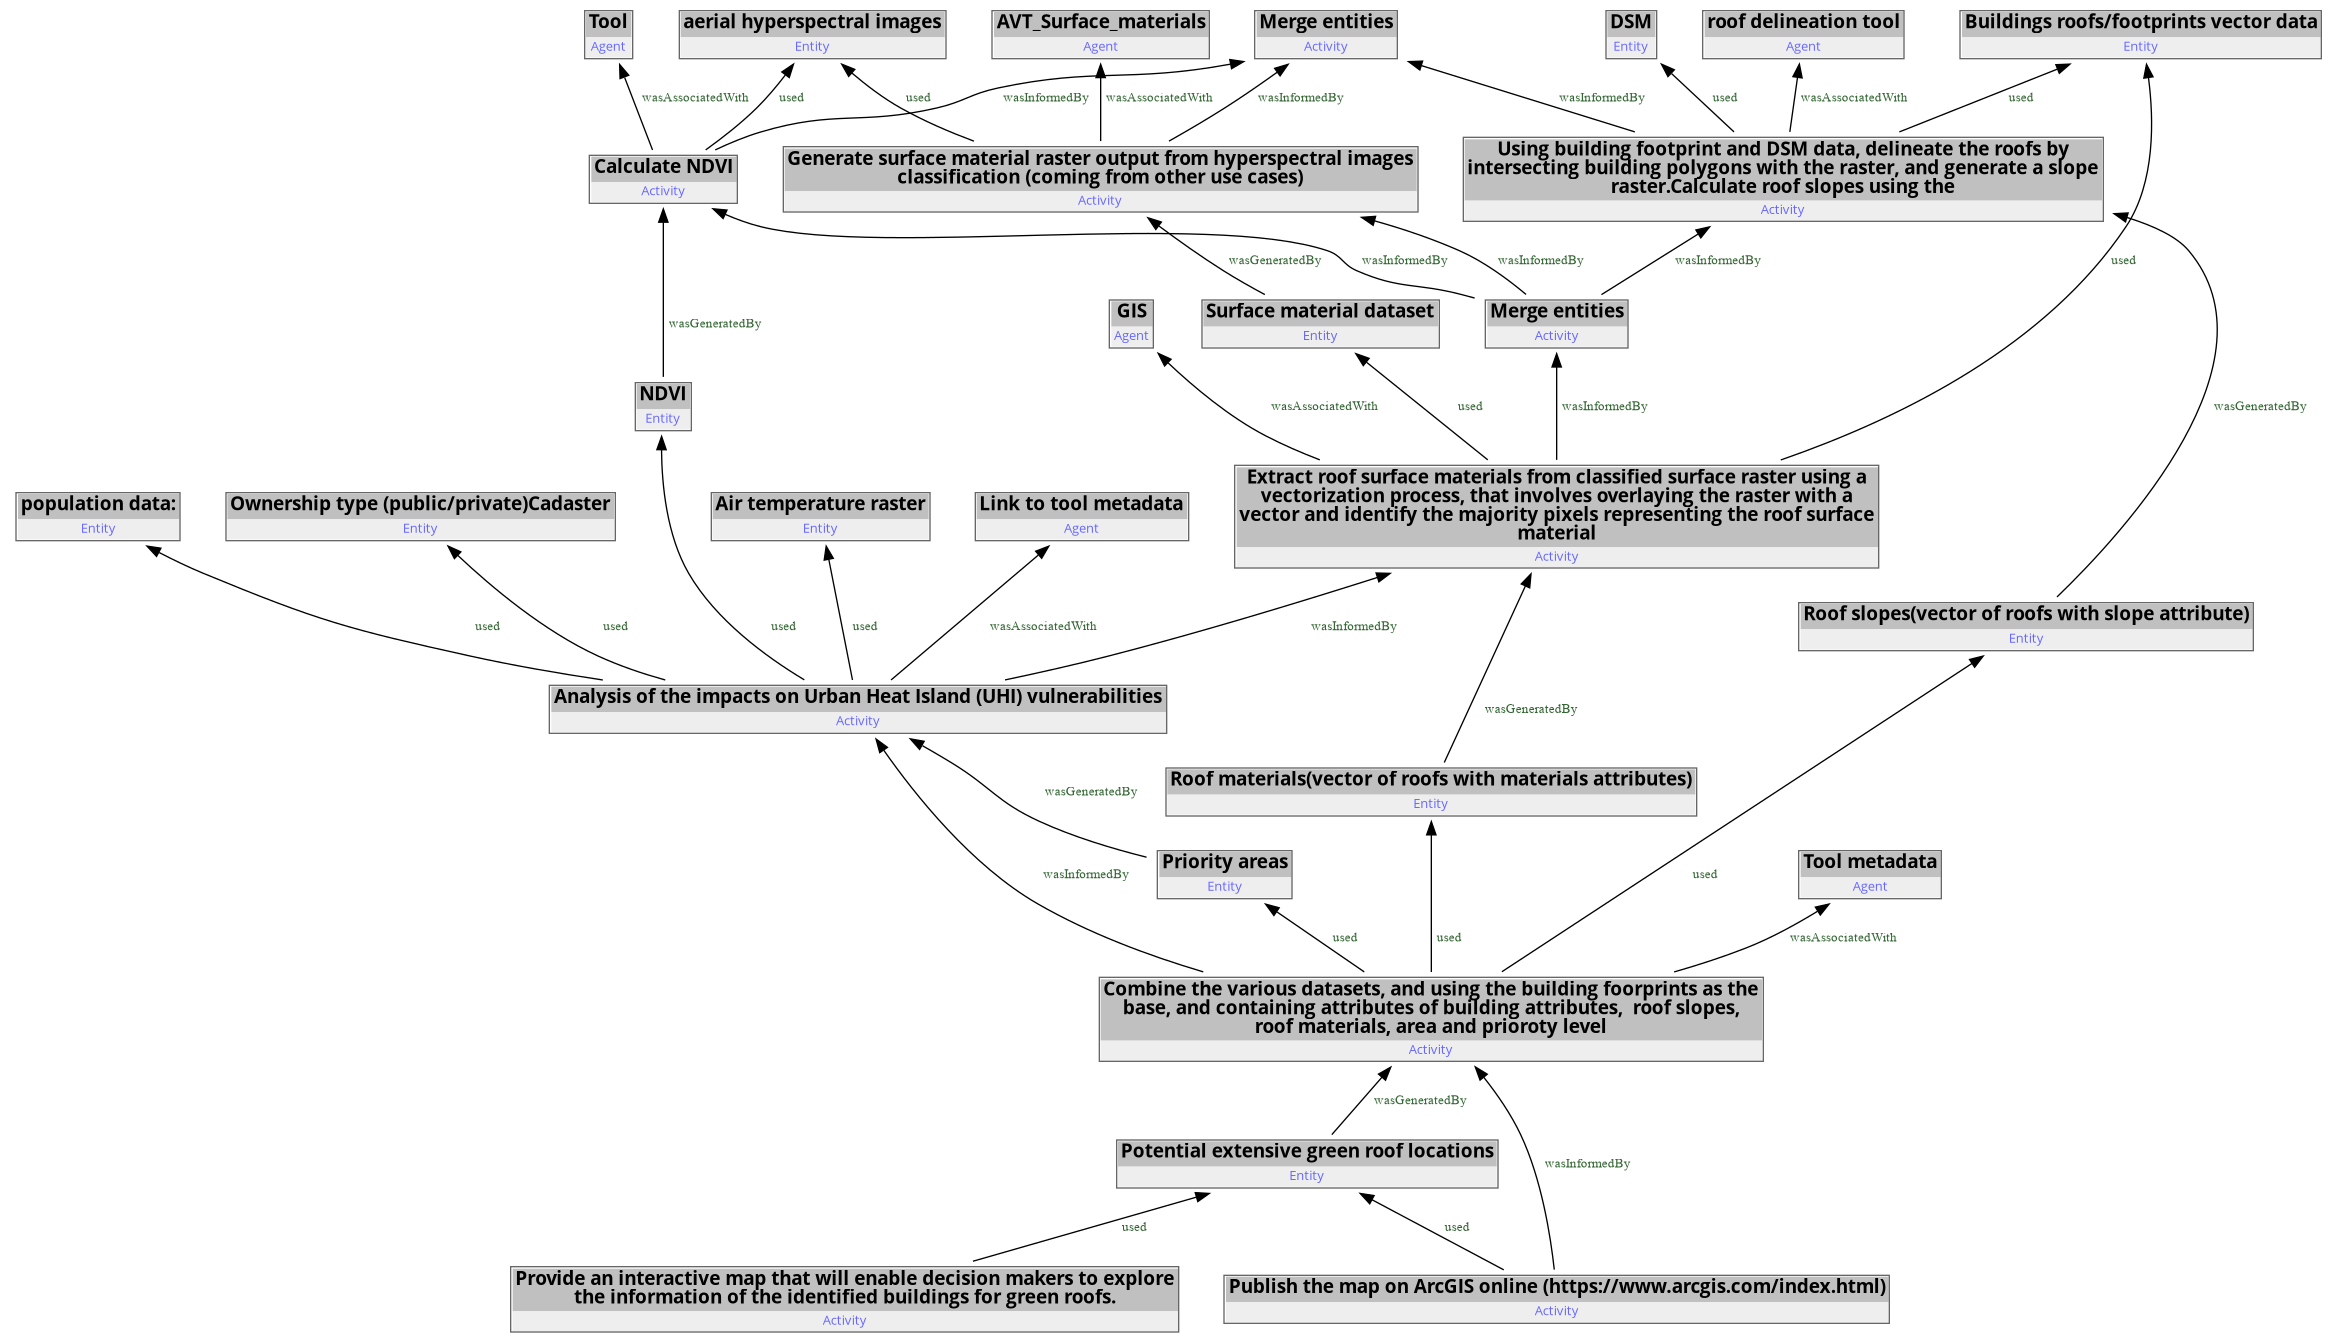 Tool
Agent
aerial hyperspectral images
Entity
AVT_Surface_materials
Agent
Merge entities
Activity
DSM
Entity
roof delineation tool
Agent
Buildings roofs/footprints vector data
Entity
wasAssociatedWith
used
used
wasInformedBy
wasAssociatedWith
wasInformedBy
wasInformedBy
used
wasAssociatedWith
used
Calculate NDVI
Activity
Generate surface material raster output from hyperspectral images
classification (coming from other use cases)
Activity
Using building footprint and DSM data, delineate the roofs by
intersecting building polygons with the raster, and generate a slope
raster.Calculate roof slopes using the
Activity
wasGeneratedBy
wasInformedBy
wasInformedBy
wasInformedBy
used
GIS
Agent
Surface material dataset
Entity
Merge entities
Activity
wasGeneratedBy
NDVI
Entity
wasAssociatedWith
used
wasInformedBy
wasGeneratedBy
population data:
Entity
Ownership type (public/private)Cadaster
Entity
Air temperature raster
Entity
Link to tool metadata
Agent
Extract roof surface materials from classified surface raster using a
vectorization process, that involves overlaying the raster with a
vector and identify the majority pixels representing the roof surface
material
Activity
used
used
used
used
wasAssociatedWith
wasInformedBy
Roof slopes(vector of roofs with slope attribute)
Entity
Analysis of the impacts on Urban Heat Island (UHI) vulnerabilities
Activity
wasGeneratedBy
Roof materials(vector of roofs with materials attributes)
Entity
wasGeneratedBy
wasInformedBy
Priority areas
Entity
used
Tool metadata
Agent
used
used
wasAssociatedWith
Combine the various datasets, and using the building foorprints as the
base, and containing attributes of building attributes,  roof slopes,
roof materials, area and prioroty level
Activity
wasGeneratedBy
Potential extensive green roof locations
Entity
wasInformedBy
used
used
Provide an interactive map that will enable decision makers to explore
the information of the identified buildings for green roofs.
Activity
Publish the map on ArcGIS online (https://www.arcgis.com/index.html)
Activity